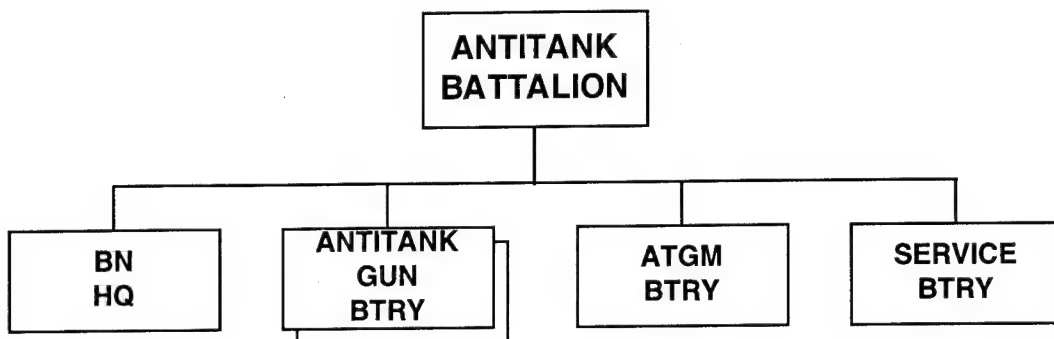 ANTITANK
BATTALION
BN
HQ
ANTITANK
GUN
BTRY
ATGM
BTRY
SERVICE
BTRY